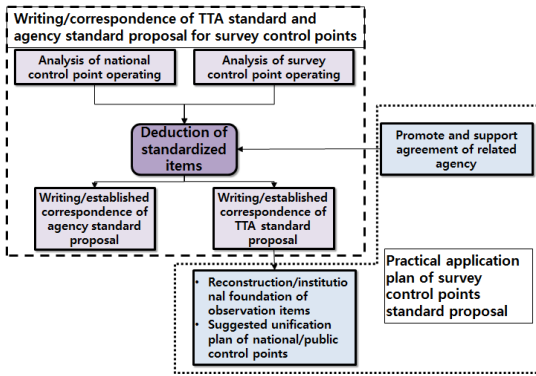 Writing/correspondence of TTA standard and
agency standard proposal for survey control points
Analysis of national
control point operating
Analysis of survey
control point operating
Deduction of
standardized
items
Promote and support
agreement of related
agency
Writing/established
correspondence of
agency standard
proposal
Writing/established
correspondence of
TTA standard
proposal
• Reconstruction/institutio
nal foundation of
observation items
• Suggested unification
plan of national/public
control points
Practical application
plan of survey
control points
standard proposal